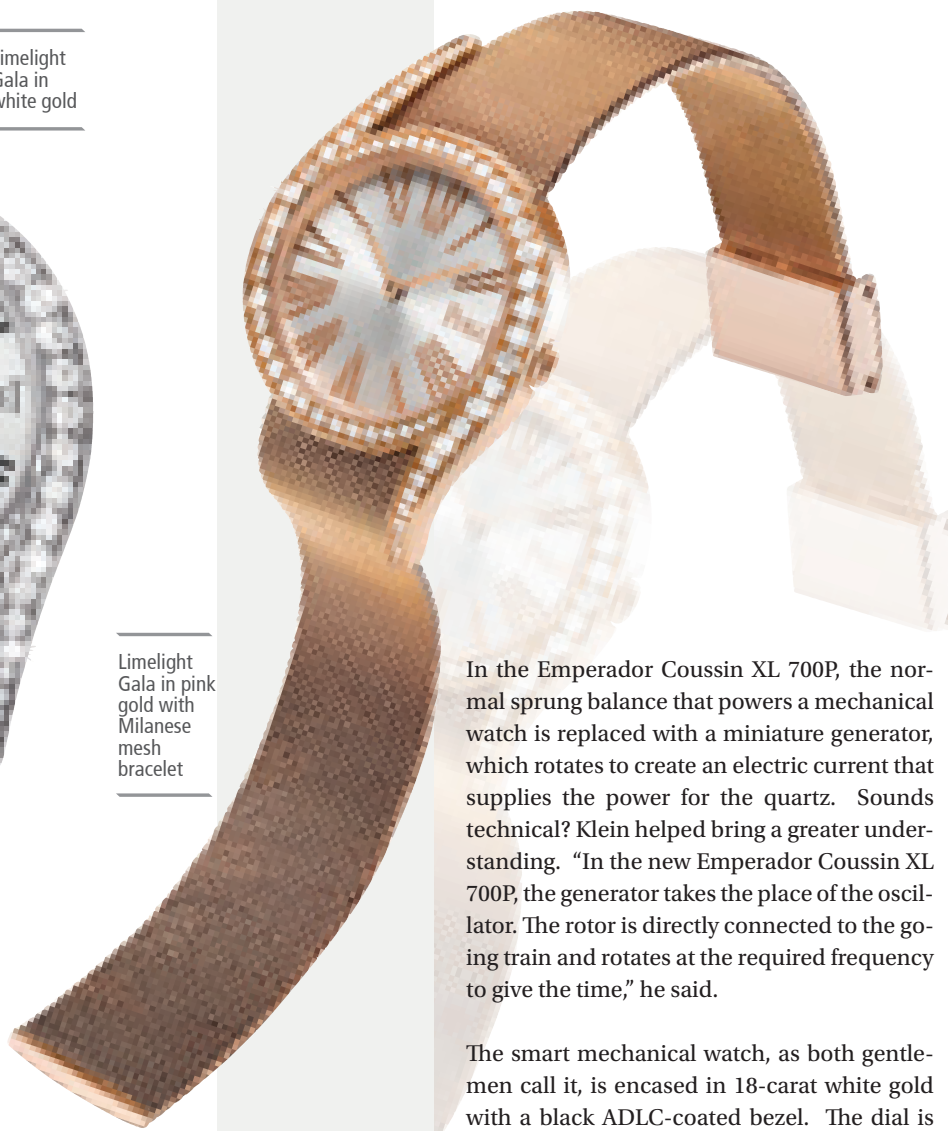 Gala in
white gold
Limelight
Gala in pink
gold with
Milanese
mesh
bracelet
In the Emperador Coussin XL 700P, the nor-
mal sprung balance that powers a mechanical
watch is replaced with a miniature generator,
which rotates to create an electric current that
supplies the power for the quartz. Sounds
technical? Klein helped bring a greater under-
standing. “In the new Emperador Coussin XL
700P, the generator takes the place of the oscil-
lator. The rotor is directly connected to the go-
ing train and rotates at the required frequency
to give the time,” he said.
The smart mechanical watch, as both gentle-
men call it, is encased in 18-carat white gold
with a black ADLC-coated bezel. The dial is